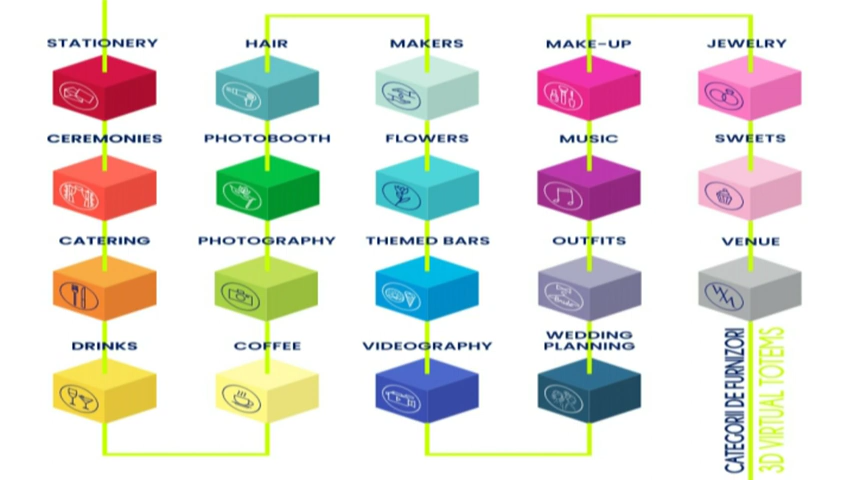 STATIONERY
HAIR
MAKERS
MAKE-UP
JEWELRY
CEREMONIES
PHOTOBOOTH
FLOWERS
MUSIC
SWEETS
CATERING
PHOTOGRAPHY
THEMED BARS
OUTFITS
VENUE
DRINKS
COFFEE
VIDEOGRAPHY
WEDDING
PLANNING
CATEGORII DE FURNIZORI
3D VIRTUAL TOTEMS